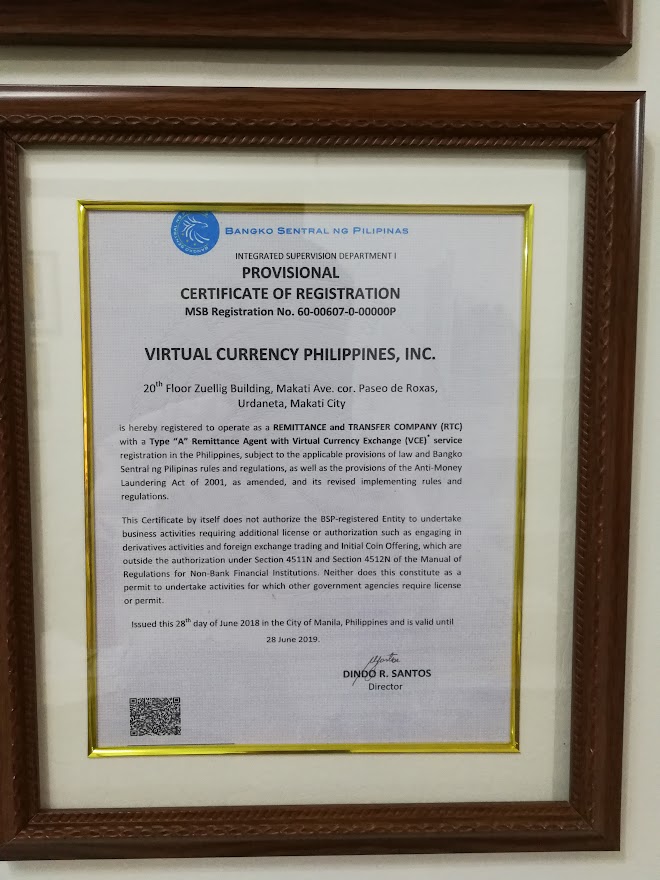 BANGKO SENTRAL NG PILIPINAS
INTEGRATED SUPERVISION DEPARTMENT I
PROVISIONAL
CERTIFICATE OF REGISTRATION
MSB Registration No. 60-00607-0-00000P
VIRTUAL CURRENCY PHILIPPINES, INC.
20th Floor Zuellig Building, Makati Ave. cor. Paseo de Roxas,
Urdaneta, Makati City
is hereby registered to operate as a REMITTANCE and TRANSFER COMPANY (RTC)
with a Type “A” Remittance Agent with Virtual Currency Exchange (VCE)* service
registration in the Philippines, subject to the applicable provisions of law and Bangko
Sentral ng Pilipinas rules and regulations, as well as the provisions of the Anti-Money
Laundering Act of 2001, as amended, and its revised implementing rules and
regulations.
This Certificate by itself does not authorize the BSP-registered Entity to undertake
business activities requiring additional license or authorization such as engaging in
derivatives activities and foreign exchange trading and Initial Coin Offering, which are
outside the authorization under Section 4511N and Section 4512N of the Manual of
Regulations for Non-Bank Financial Institutions. Neither does this constitute as a
permit to undertake activities for which other government agencies require license
or permit.
Issued this 28th day of June 2018 in the City of Manila, Philippines and is valid until
28 June 2019.
DINDO R. SANTOS
Director